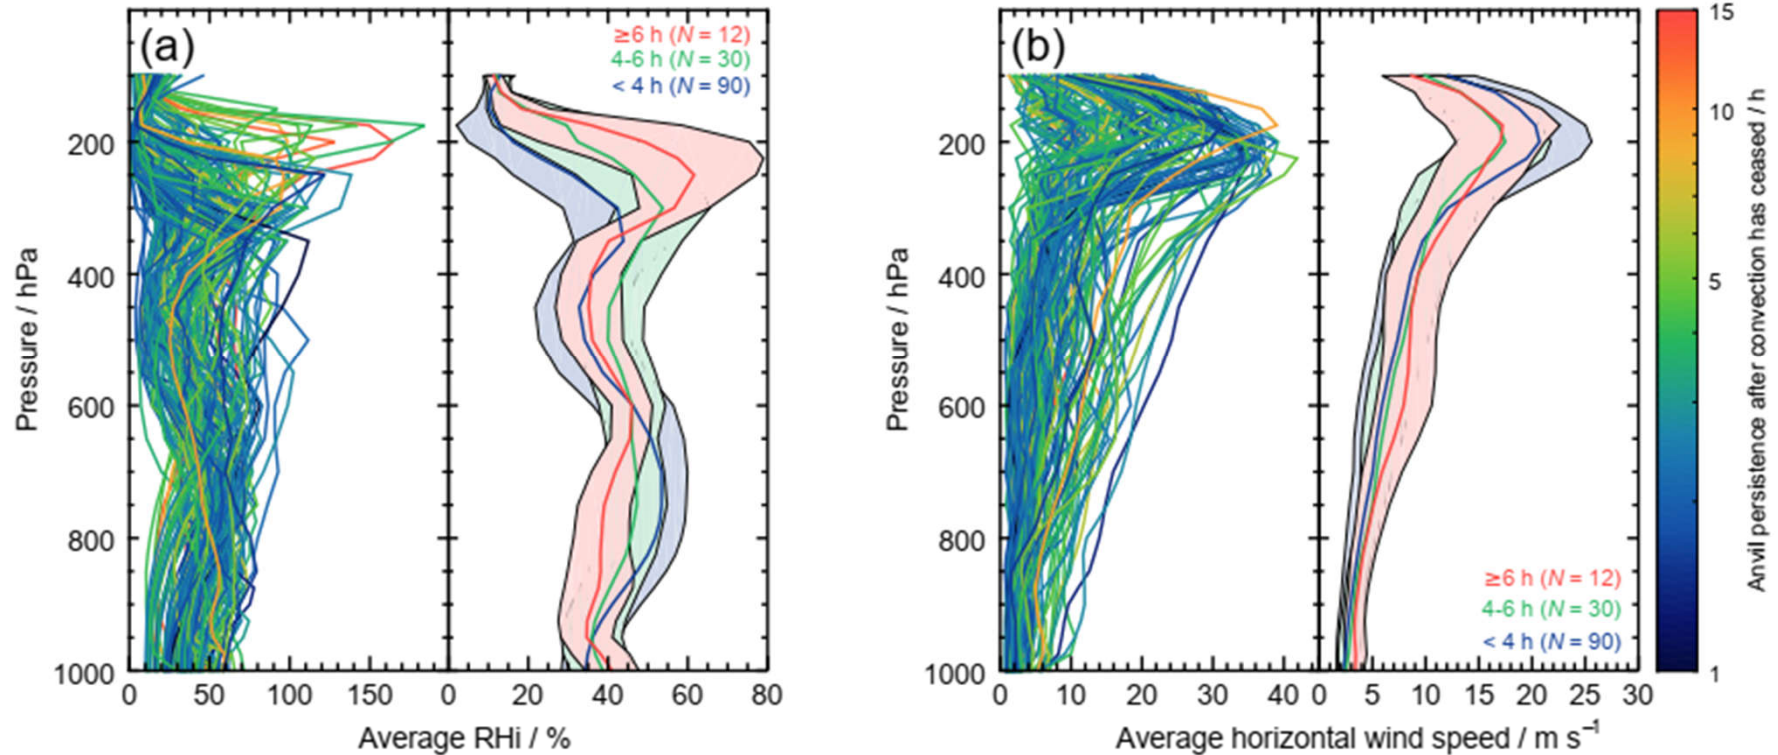 (a)
≥6 h (N = 12)
4-6 h (N = 30)
< 4 h (N = 90)
200
400
600
800
1000
Pressure / hPa
0 50 100 150 0 20 40 60 80
Average RHi / %
(b)
200
400
600
800
1000
Pressure / hPa
≥6 h (N = 12)
4-6 h (N = 30)
< 4 h (N = 90)
0 10 20 30 40 0 5 10 15 20 25 30
Average horizontal wind speed / m s⁻¹
15
10
5
1
Anvil persistence after convection has ceased / h